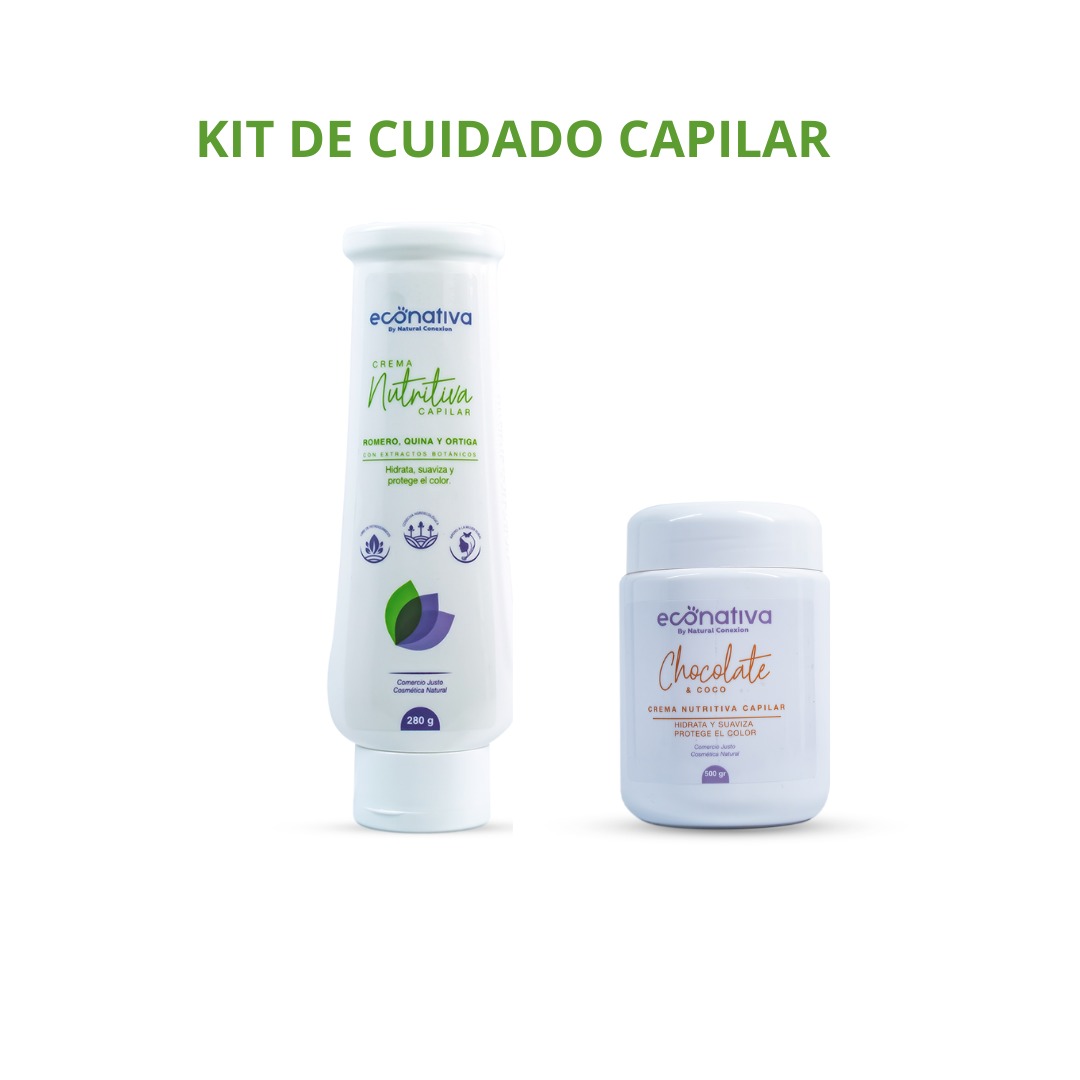 KIT DE CUIDADO CAPILAR
econativa
By Natural Conexion
CREMA
Nutritiva
CAPILAR
ROMERO, QUINA Y ORTIGA
CON EXTRACTOS BOTÁNICOS
Hidrata, suaviza y
protege el color.
Comercio Justo
Cosmética Natural
280 g
econativa
By Natural Conexion
Chocolate
& COCO
CREMA NUTRITIVA CAPILAR
HIDRATA Y SUAVIZA
PROTEGE EL COLOR
Comercio Justo
Cosmética Natural
500 gr